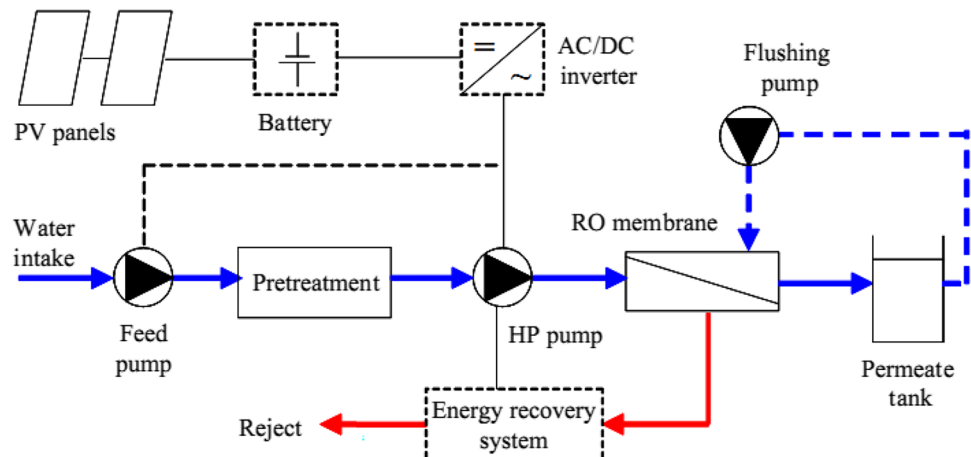 PV panels
Battery
=
~
AC/DC
inverter
Flushing
pump
Water
intake
Feed
pump
Pretreatment
HP pump
RO membrane
Permeate
tank
Energy recovery
system
Reject